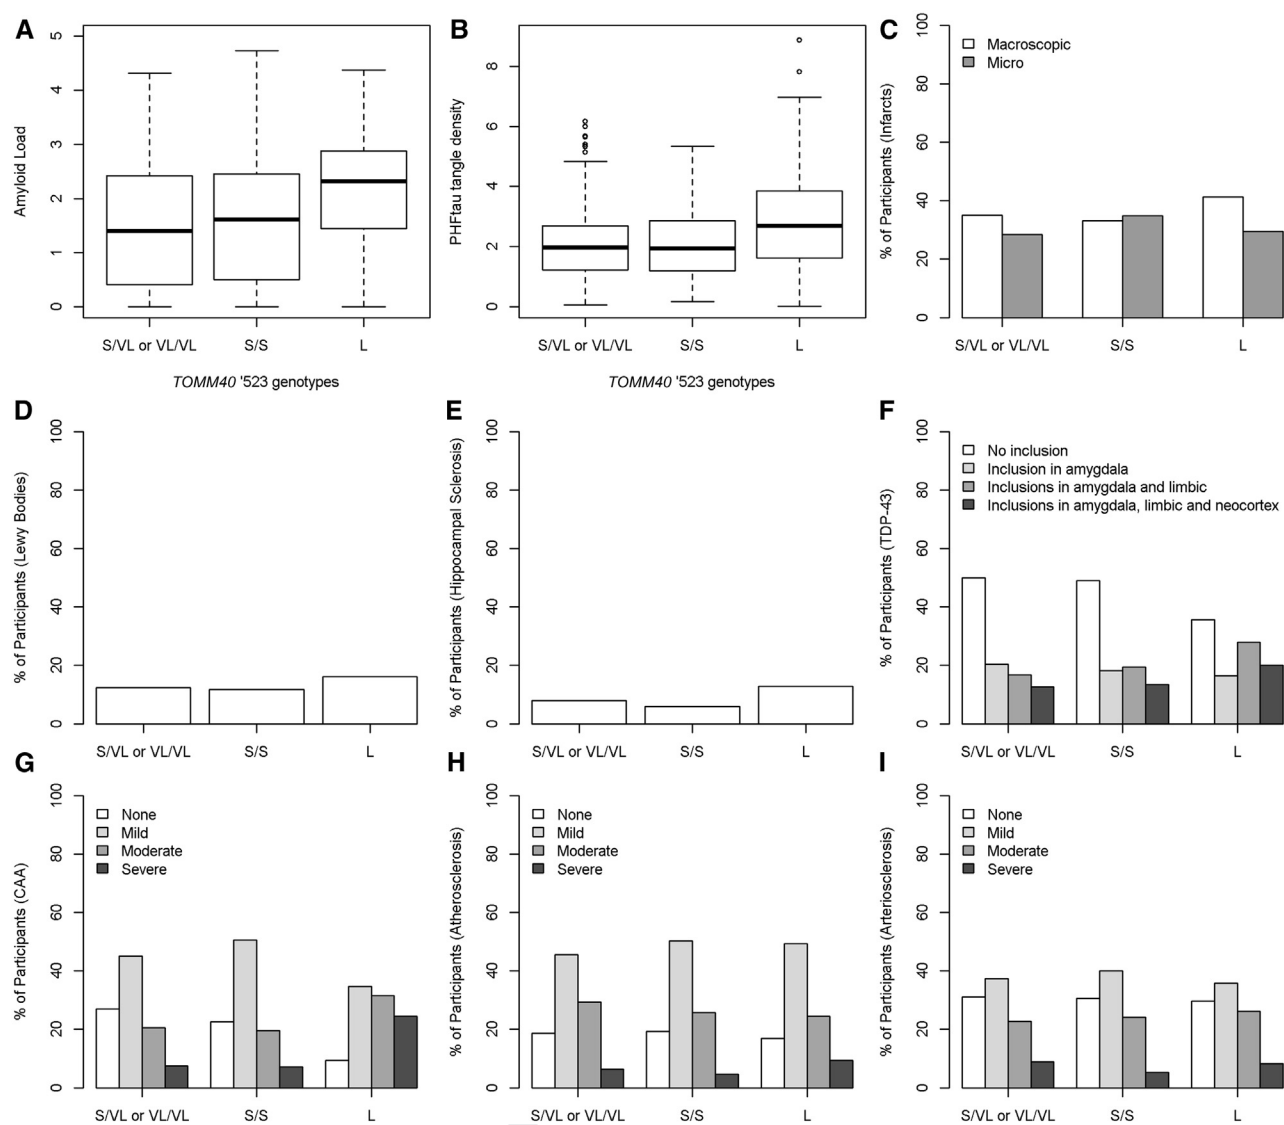 A
Amyloid Load
5
4
3
2
1
0
S/VL or VL/VL
S/S
L
TOMM40 '523 genotypes
B
PHFtau tangle density
8
6
4
2
0
S/VL or VL/VL
S/S
L
TOMM40 '523 genotypes
C
% of Participants (Infarcts)
100
80
60
40
20
0
Macroscopic
Micro
S/VL or VL/VL
S/S
L
D
% of Participants (Lewy Bodies)
100
80
60
40
20
0
S/VL or VL/VL
S/S
L
E
% of Participants (Hippocampal Sclerosis)
100
80
60
40
20
0
S/VL or VL/VL
S/S
L
F
% of Participants (TDP-43)
100
80
60
40
20
0
No inclusion
Inclusion in amygdala
Inclusions in amygdala and limbic
Inclusions in amygdala, limbic and neocortex
S/VL or VL/VL
S/S
L
G
% of Participants (CAA)
100
80
60
40
20
0
None
Mild
Moderate
Severe
S/VL or VL/VL
S/S
L
H
% of Participants (Atherosclerosis)
100
80
60
40
20
0
None
Mild
Moderate
Severe
S/VL or VL/VL
S/S
L
I
% of Participants (Arteriosclerosis)
100
80
60
40
20
0
None
Mild
Moderate
Severe
S/VL or VL/VL
S/S
L